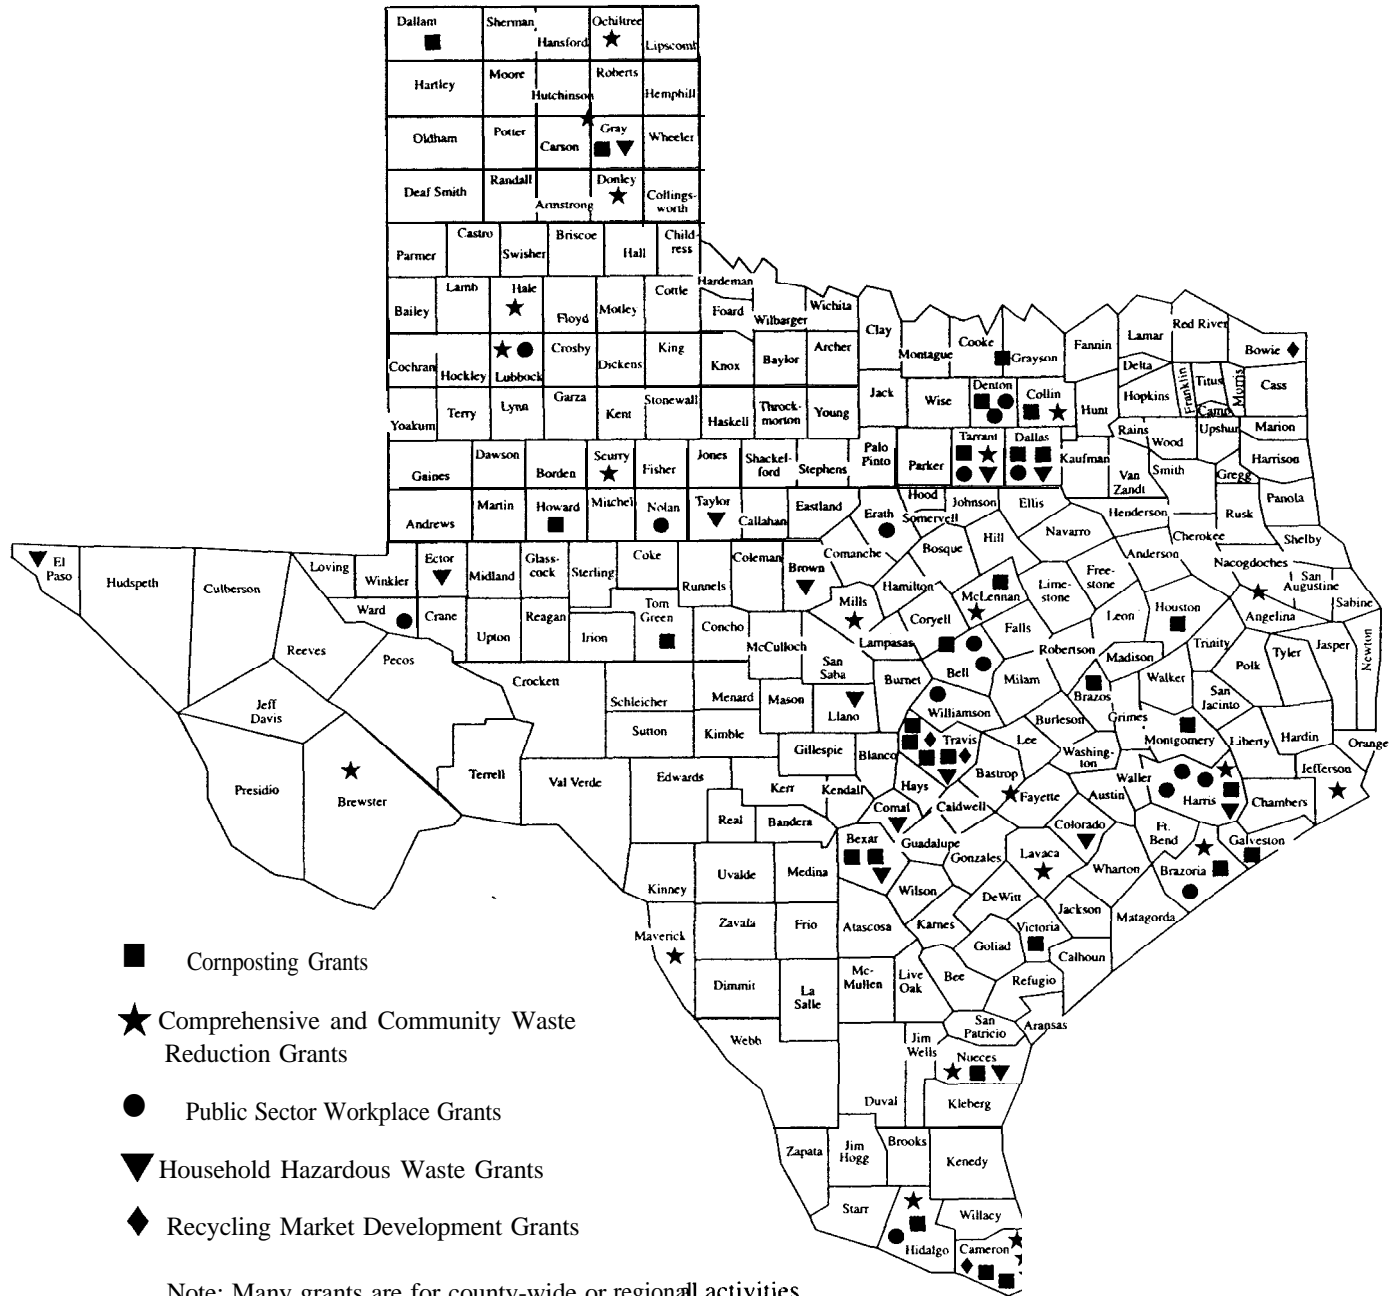 Dallam
Sherman
Hansford
Ochiltree
Lipscomb
Hartley
Moore
Hutchinson
Roberts
Hemphill
Oldham
Potter
Carson
Gray
Wheeler
Deaf Smith
Randall
Armstrong
Donley
Collings-
worth
Parmer
Castro
Swisher
Briscoe
Hall
Child-
ress
Bailey
Lamb
Hale
Floyd
Motley
Cottle
Hardeman
Foard
Wilbarger
Wichita
Clay
Montague
Cooke
Grayson
Fannin
Lamar
Red River
Bowie
Cochran
Hockley
Lubbock
Crosby
Dickens
King
Knox
Baylor
Archer
Jack
Wise
Denton
Collin
Hunt
Delta
Hopkins
Franklin
Titus
Morris
Camp
Cass
Yoakum
Terry
Lynn
Garza
Kent
Stonewall
Haskell
Throck-
morton
Young
Palo
Pinto
Parker
Tarrant
Dallas
Kaufman
Rains
Wood
Upshur
Marion
Harrison
Gaines
Dawson
Borden
Scurry
Fisher
Jones
Shackel-
ford
Stephens
Van
Zandt
Smith
Gregg
Panola
Andrews
Martin
Howard
Mitchel
Nolan
Taylor
Callahan
Eastland
Erath
Hood
Somervell
Johnson
Ellis
Henderson
Rusk
Shelby
El
Paso
Hudspeth
Culberson
Loving
Winkler
Ector
Midland
Glass-
cock
Sterling
Coke
Runnels
Coleman
Brown
Comanche
Hamilton
Bosque
Hill
Navarro
Anderson
Cherokee
Nacogdoches
San
Augustine
Sabine
Reeves
Ward
Crane
Upton
Reagan
Irion
Tom
Green
Concho
McCulloch
Mills
Lampasas
Coryell
McLennan
Lime-
stone
Free-
stone
Falls
Leon
Houston
Angelina
Trinity
Polk
Tyler
Jasper
Newton
Jeff
Davis
Pecos
Crockett
Schleicher
Menard
Mason
San
Saba
Llano
Burnet
Bell
Milam
Robertson
Madison
Brazos
Grimes
Walker
San
Jacinto
Presidio
Brewster
Terrell
Val Verde
Sutton
Kimble
Gillespie
Blanco
Williamson
Travis
Lee
Burleson
Washing-
ton
Montgomery
Liberty
Hardin
Orange
Jefferson
Edwards
Kerr
Kendall
Hays
Bastrop
Fayette
Austin
Waller
Harris
Chambers
Real
Bandera
Comal
Caldwell
Bexar
Guadalupe
Gonzales
Lavaca
Colorado
Wharton
Ft.
Bend
Brazoria
Galveston
Kinney
Uvalde
Medina
Wilson
DeWitt
Jackson
Matagorda
Maverick
Zavala
Frio
Atascosa
Karnes
Goliad
Victoria
Calhoun
Dimmit
La
Salle
Mc-
Mullen
Live
Oak
Bee
Refugio
Aransas
Webb
Duval
Jim
Wells
San
Patricio
Nueces
Kleberg
Zapata
Jim
Hogg
Brooks
Kenedy
Starr
Hidalgo
Willacy
Cameron
Cornposting Grants
Comprehensive and Community Waste
Reduction Grants
Public Sector Workplace Grants
Household Hazardous Waste Grants
Recycling Market Development Grants
Note: Many grants are for county-wide or regional activities